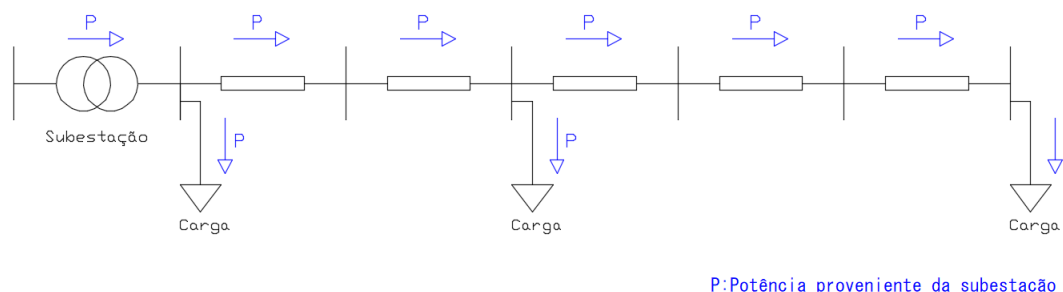 P P P P P P
Subestação
P P
Carga Carga Carga
P:Potência proveniente da subestação